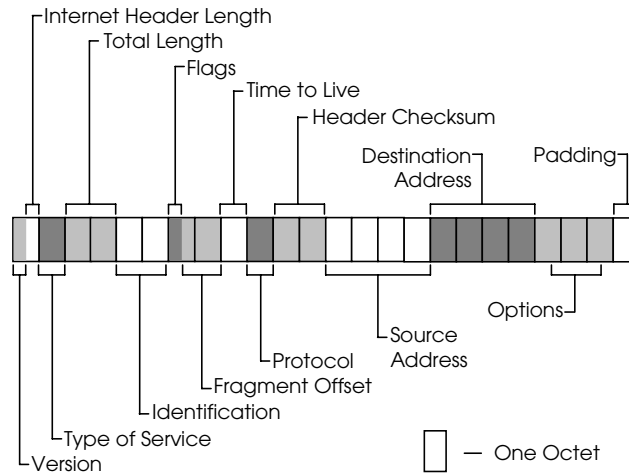 Internet Header Length
Total Length
Flags
Time to Live
Header Checksum
Destination
Address
Padding
Options
Source
Address
Protocol
Fragment Offset
Identification
Type of Service
Version
— One Octet